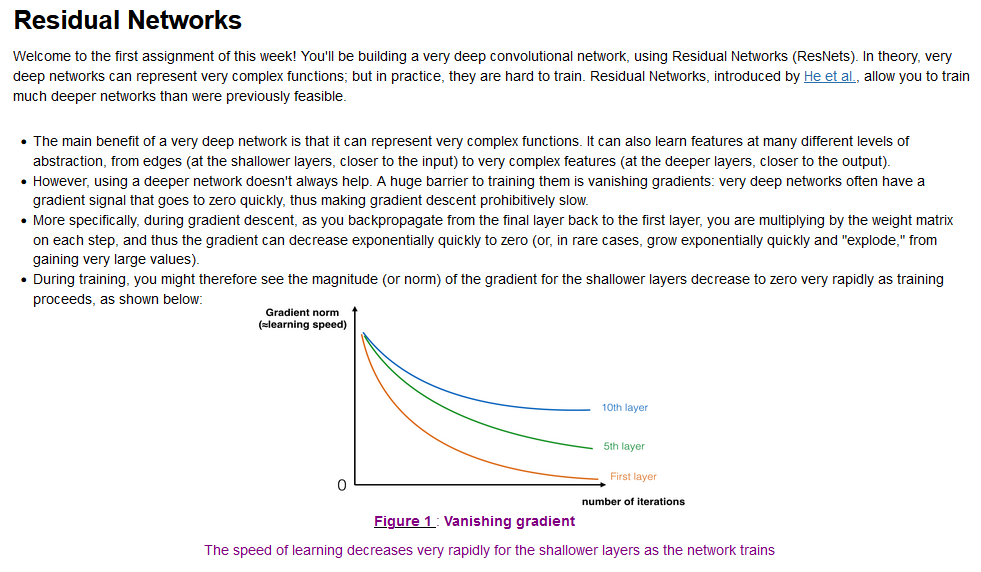 Residual Networks
Welcome to the first assignment of this week! You'll be building a very deep convolutional network, using Residual Networks (ResNets). In theory, very
deep networks can represent very complex functions; but in practice, they are hard to train. Residual Networks, introduced by He et al., allow you to train
much deeper networks than were previously feasible.
• The main benefit of a very deep network is that it can represent very complex functions. It can also learn features at many different levels of
abstraction, from edges (at the shallower layers, closer to the input) to very complex features (at the deeper layers, closer to the output).
• However, using a deeper network doesn't always help. A huge barrier to training them is vanishing gradients: very deep networks often have a
gradient signal that goes to zero quickly, thus making gradient descent prohibitively slow.
• More specifically, during gradient descent, as you backpropagate from the final layer back to the first layer, you are multiplying by the weight matrix
on each step, and thus the gradient can decrease exponentially quickly to zero (or, in rare cases, grow exponentially quickly and "explode," from
gaining very large values).
• During training, you might therefore see the magnitude (or norm) of the gradient for the shallower layers decrease to zero very rapidly as training
proceeds, as shown below:
Gradient norm
(≈learning speed)
10th layer
5th layer
First layer
0
number of iterations
Figure 1 : Vanishing gradient
The speed of learning decreases very rapidly for the shallower layers as the network trains